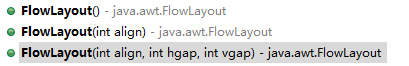 FlowLayout() - java.awt.FlowLayout
FlowLayout(int align) - java.awt.FlowLayout
FlowLayout(int align, int hgap, int vgap) - java.awt.FlowLayout